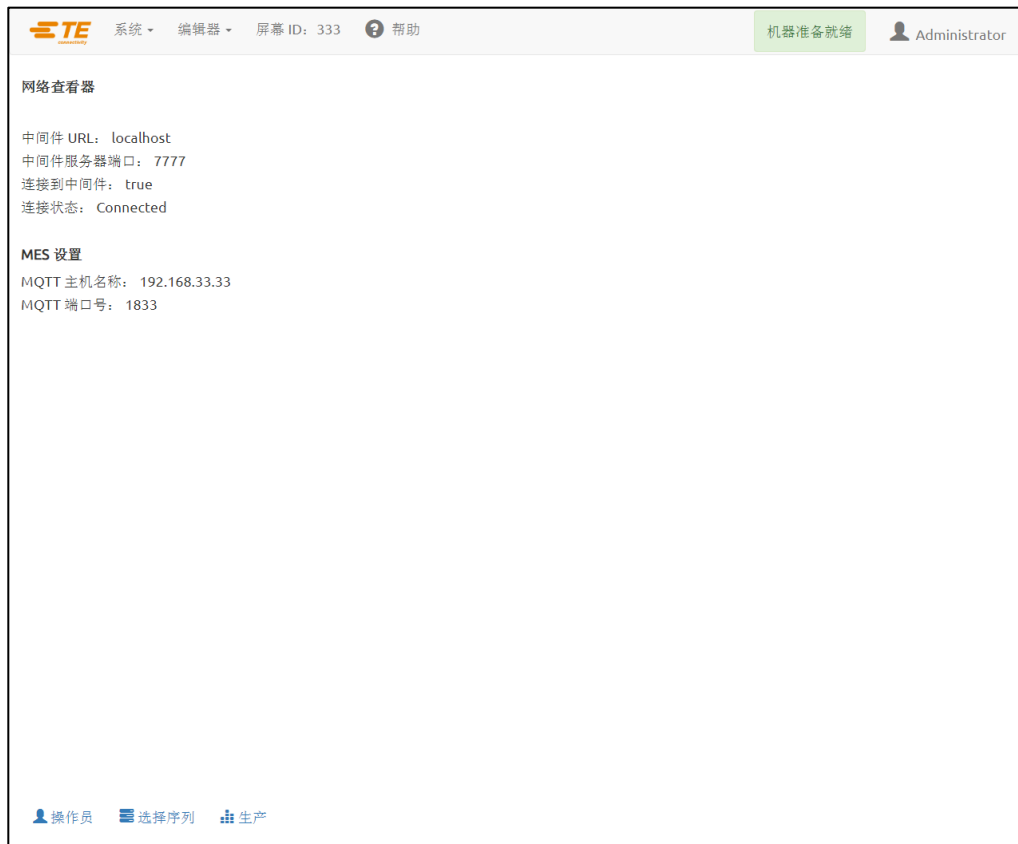 TE
connectivity
系统 编辑器 屏幕 ID：333 ? 帮助 机器准备就绪 Administrator
网络查看器
中间件 URL： localhost
中间件服务器端口： 7777
连接到中间件： true
连接状态： Connected
MES 设置
MQTT 主机名称： 192.168.33.33
MQTT 端口号： 1833
操作员 选择序列 生产